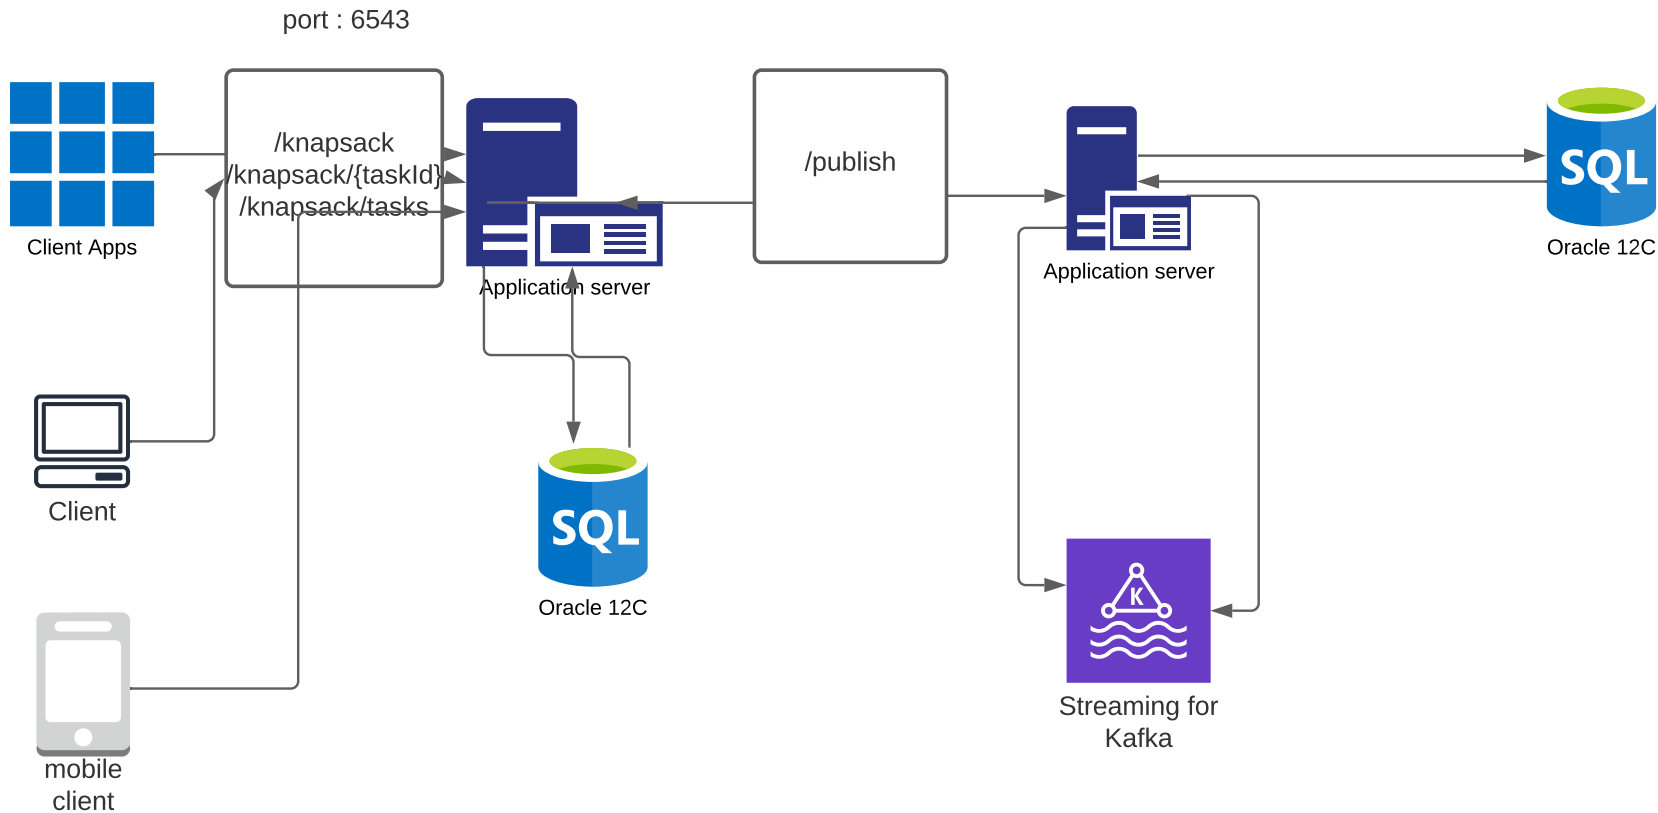 port : 6543
/knapsack
/knapsack/{taskId}
/knapsack/tasks
/publish
SQL
Client Apps
Oracle 12C
Application server
Application server
Client
SQL
Oracle 12C
K
Streaming for
Kafka
mobile
client